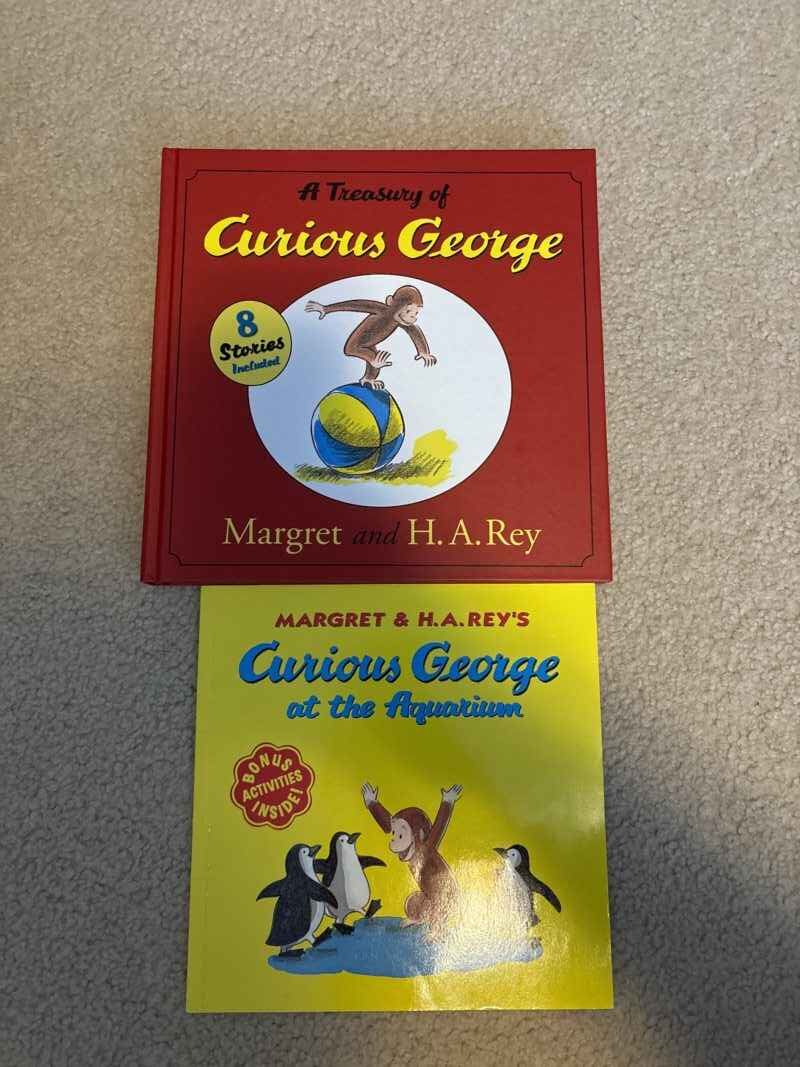 A Treasury of
Curious George
8
Stories
Included
Margret and H. A. Rey
MARGRET & H.A.REY'S
Curious George
at the Aquarium
BONUS
ACTIVITIES
INSIDE!